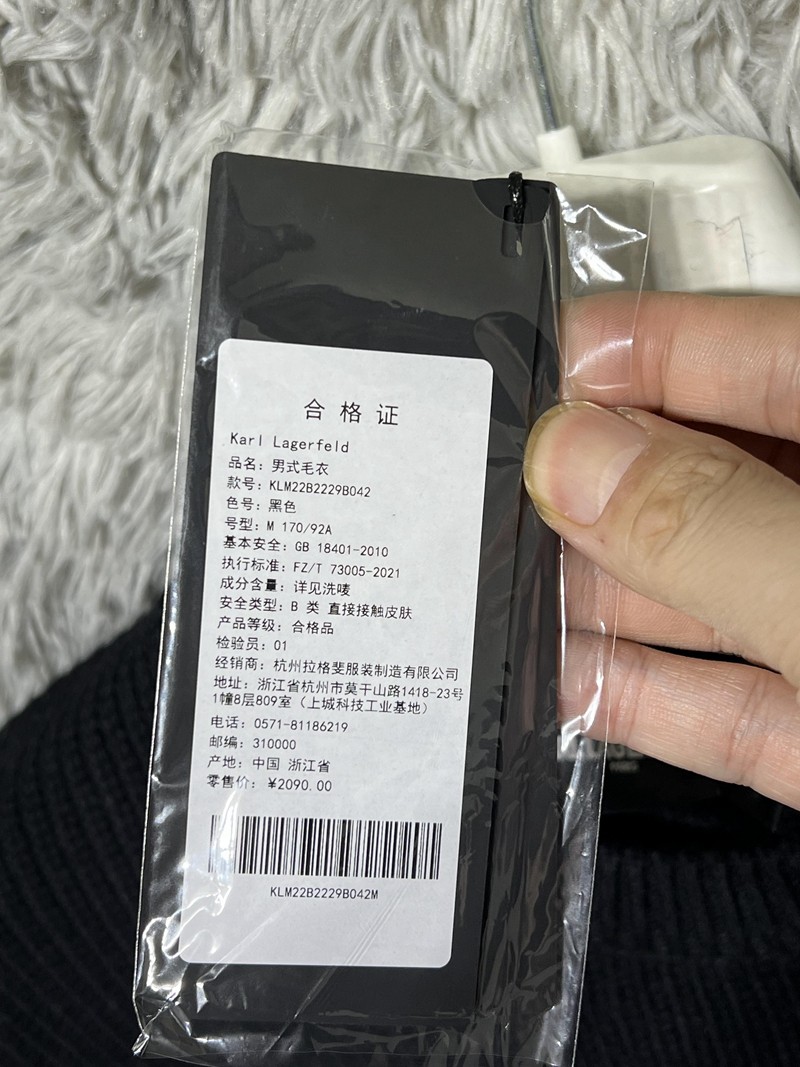 合格证
Karl Lagerfeld
品名: 男式毛衣
款号: KLM22B2229B042
色号: 黑色
号型: M 170/92A
基本安全: GB 18401-2010
执行标准: FZ/T 73005-2021
成分含量: 详见洗唛
安全类型: B 类 直接接触皮肤
产品等级: 合格品
检验员: 01
经销商: 杭州拉格斐服装制造有限公司
地址: 浙江省杭州市莫干山路1418-23号
1幢8层809室（上城科技工业基地）
电话: 0571-81186219
邮编: 310000
产地: 中国 浙江省
零售价: ¥2090.00
KLM22B2229B042M